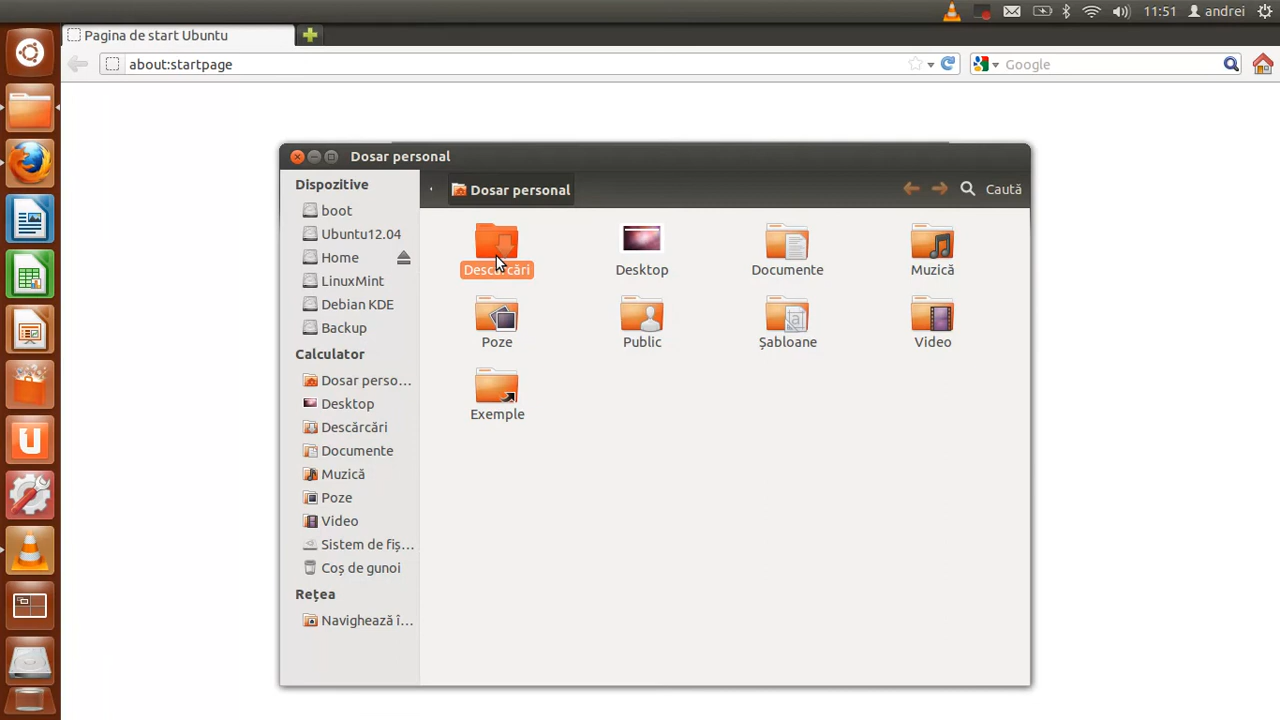 11:51 andrei
Pagina de start Ubuntu
about:startpage
Google
Dosar personal
Dispozitive
boot
Ubuntu12.04
Home
LinuxMint
Debian KDE
Backup
Calculator
Dosar perso...
Desktop
Descărcări
Documente
Muzică
Poze
Video
Sistem de fiș...
Coș de gunoi
Rețea
Navighează î...
Dosar personal
Caută
Descărcări
Desktop
Documente
Muzică
Poze
Public
Șabloane
Video
Exemple